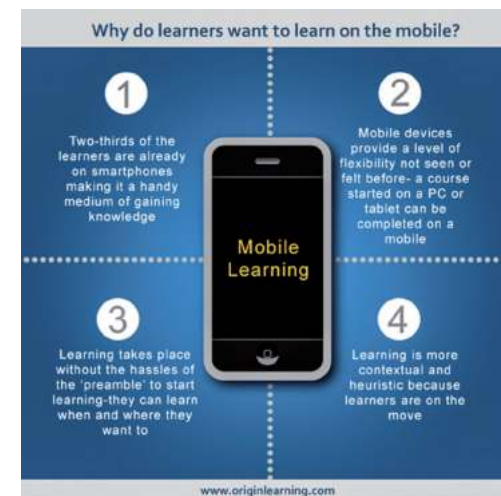 Why do learners want to learn on the mobile?
1
Two-thirds of the
learners are already
on smartphones
making it a handy
medium of gaining
knowledge
2
Mobile devices
provide a level of
flexibility not seen or
felt before- a course
started on a PC or
tablet can be
completed on a
mobile
Mobile
Learning
3
Learning takes place
without the hassles of
the 'preamble' to start
learning-they can learn
when and where they
want to
4
Learning is more
contextual and
heuristic because
learners are on the
move
www.originlearning.com